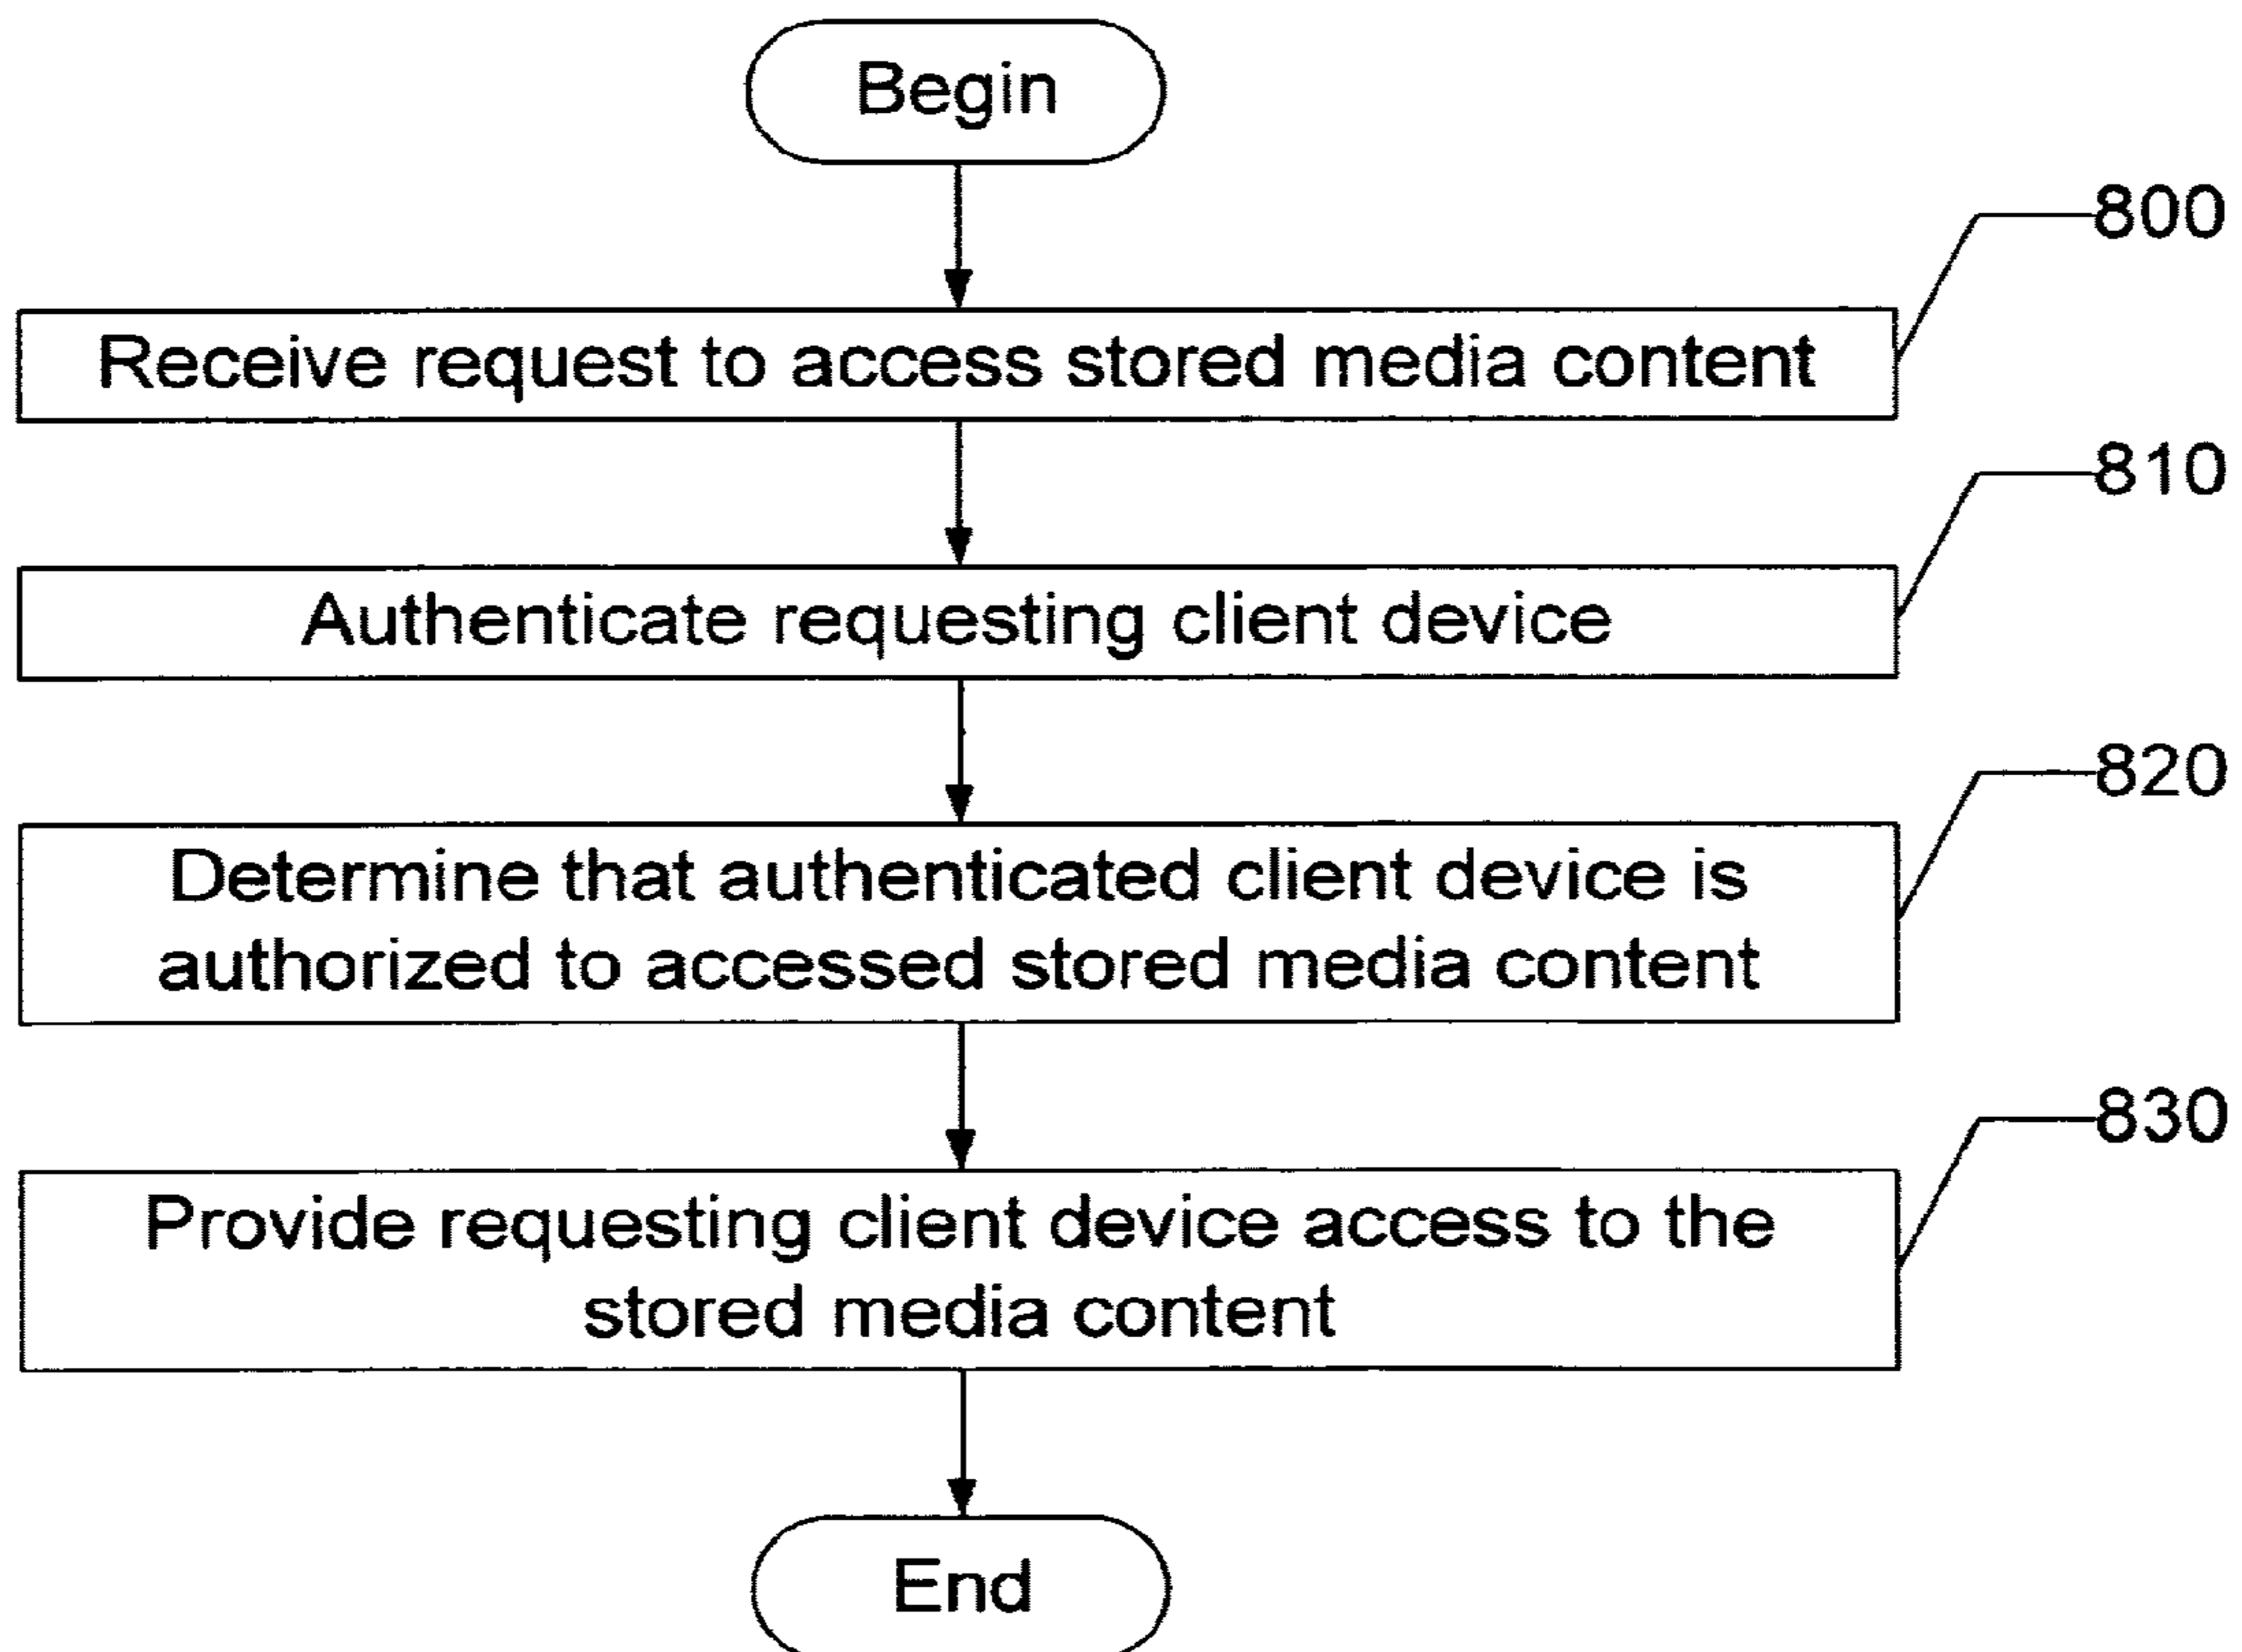 Begin
800
Receive request to access stored media content
810
Authenticate requesting client device
820
Determine that authenticated client device is
authorized to accessed stored media content
830
Provide requesting client device access to the
stored media content
End